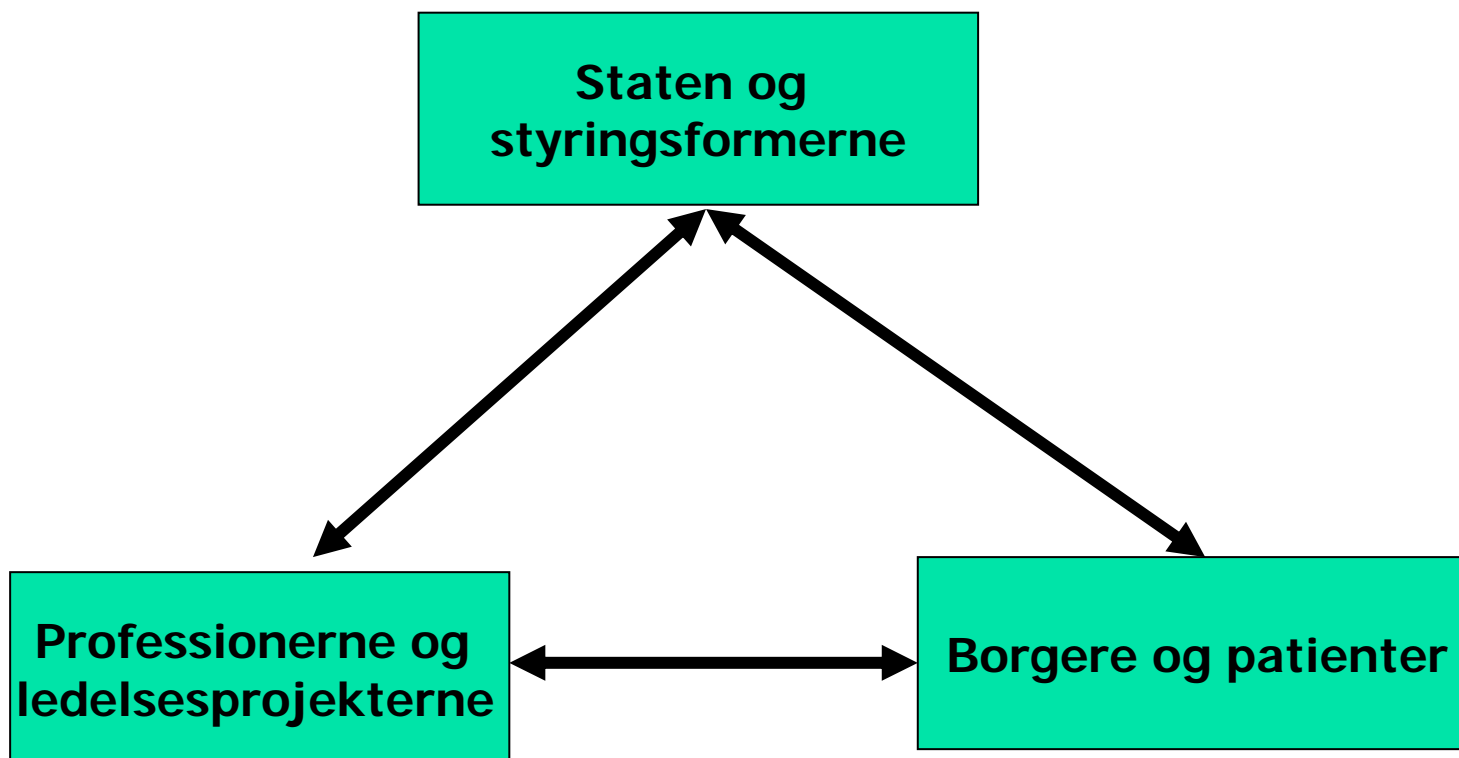 Staten og
styringsformerne
Professionerne og
ledelsesprojekterne
Borgere og patienter